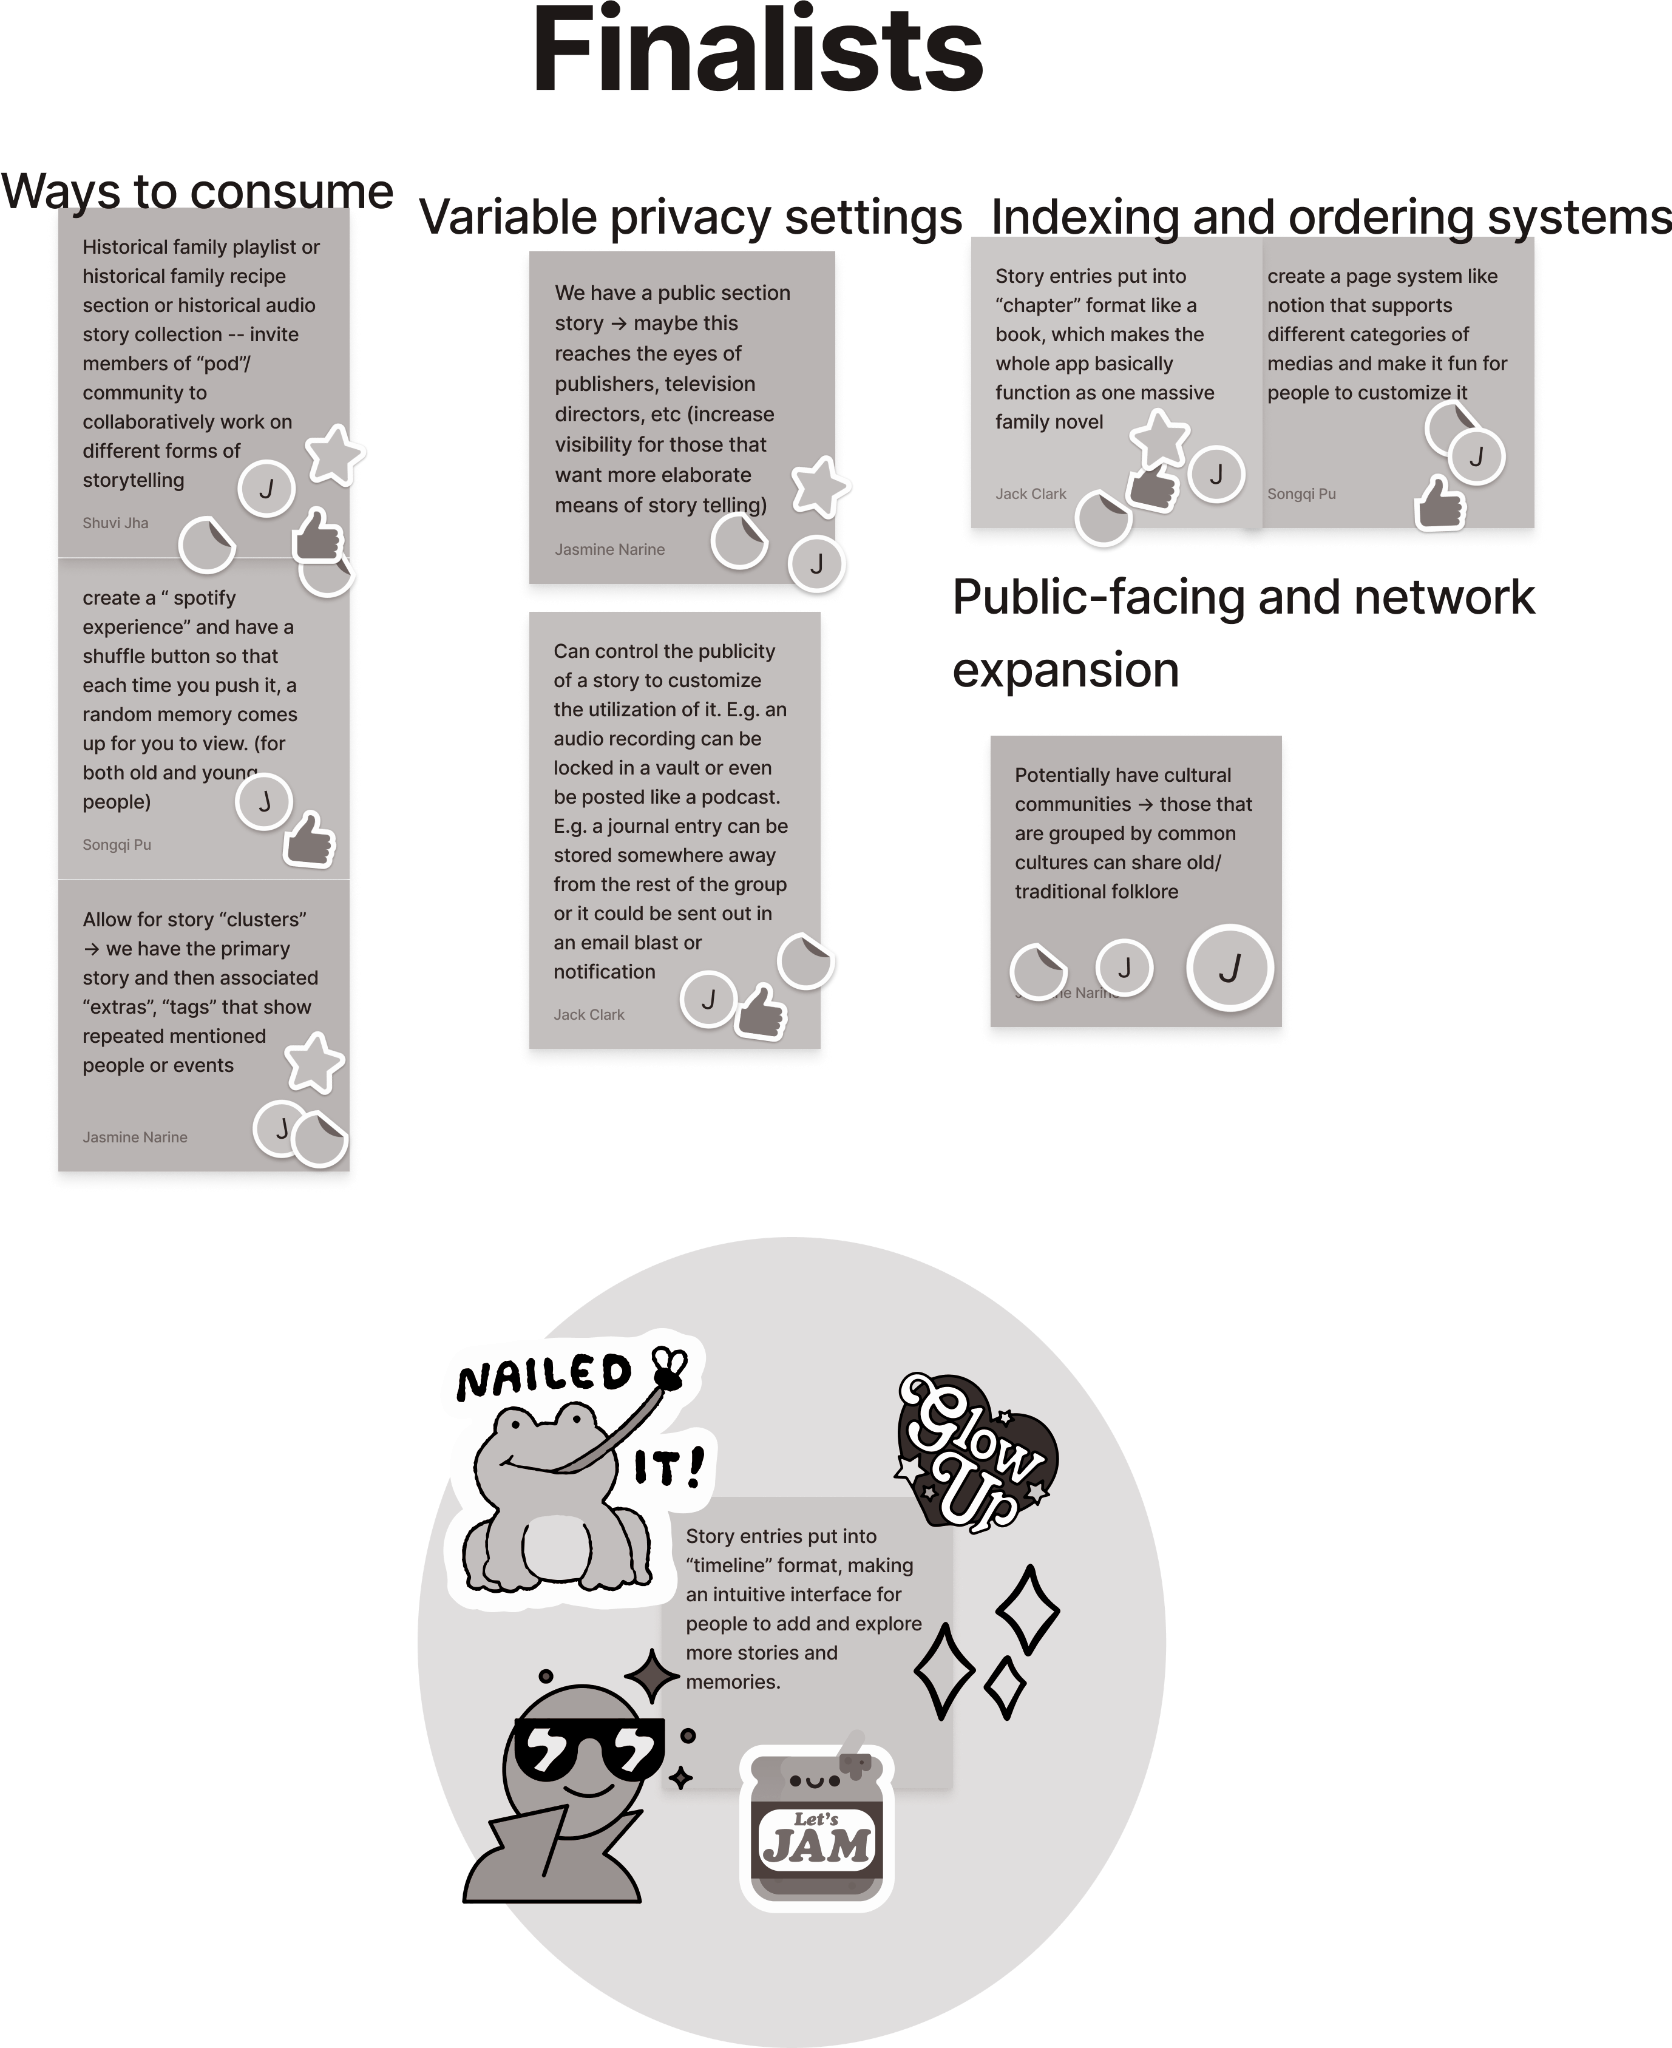 Finalists
Ways to consume
Historical family playlist or
historical family recipe
section or historical audio
story collection -- invite
members of “pod”/
community to
collaboratively work on
different forms of
storytelling
J
Shuvi Jha
create a “ spotify
experience” and have a
shuffle button so that
each time you push it, a
random memory comes
up for you to view. (for
both old and young
people)
J
Songqi Pu
Allow for story “clusters”
→ we have the primary
story and then associated
“extras”, “tags” that show
repeated mentioned
people or events
J
Jasmine Narine
Variable privacy settings
We have a public section
story → maybe this
reaches the eyes of
publishers, television
directors, etc (increase
visibility for those that
want more elaborate
means of story telling)
Jasmine Narine
J
Can control the publicity
of a story to customize
the utilization of it. E.g. an
audio recording can be
locked in a vault or even
be posted like a podcast.
E.g. a journal entry can be
stored somewhere away
from the rest of the group
or it could be sent out in
an email blast or
notification
J
Jack Clark
Indexing and ordering systems
Story entries put into
“chapter” format like a
book, which makes the
whole app basically
function as one massive
family novel
J
Jack Clark
create a page system like
notion that supports
different categories of
medias and make it fun for
people to customize it
J
Songqi Pu
Public-facing and network
expansion
Potentially have cultural
communities → those that
are grouped by common
cultures can share old/
traditional folklore
J
J
Narine
NAILED
IT!
Glow
Up
Story entries put into
“timeline” format, making
an intuitive interface for
people to add and explore
more stories and
memories.
Let's
JAM